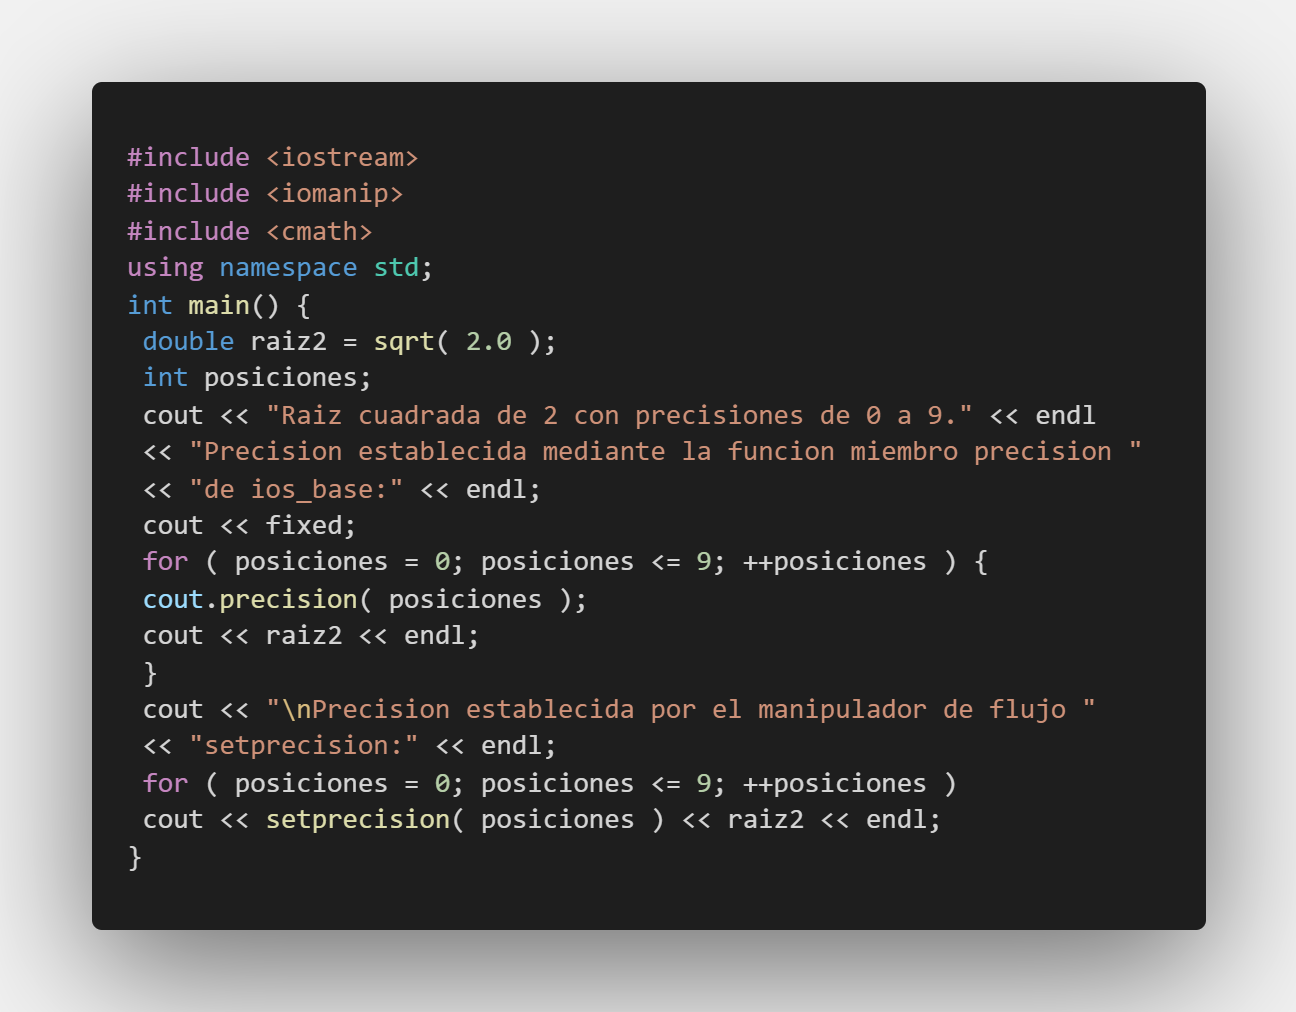 #include <iostream>
#include <iomanip>
#include <cmath>
using namespace std;
int main() {
 double raiz2 = sqrt( 2.0 );
 int posiciones;
 cout << "Raiz cuadrada de 2 con precisiones de 0 a 9." << endl
 << "Precision establecida mediante la funcion miembro precision "
 << "de ios_base:" << endl;
 cout << fixed;
 for ( posiciones = 0; posiciones <= 9; ++posiciones ) {
 cout.precision( posiciones );
 cout << raiz2 << endl;
 }
 cout << "\nPrecision establecida por el manipulador de flujo "
 << "setprecision:" << endl;
 for ( posiciones = 0; posiciones <= 9; ++posiciones )
 cout << setprecision( posiciones ) << raiz2 << endl;
}